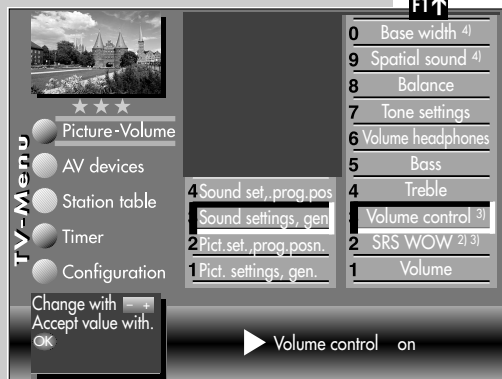 F1↑
TV-Menu
Picture-Volume
AV devices
Station table
Timer
Configuration
4 Sound set,.prog.pos
Sound settings, gen
2 Pict.set.,prog.posn.
1 Pict. settings, gen.
0 Base width 4)
9 Spatial sound 4)
8 Balance
7 Tone settings
6 Volume headphones
5 Bass
4 Treble
Volume control 3)
2 SRS WOW 2) 3)
1 Volume
Change with - +
Accept value with.
OK
Volume control on